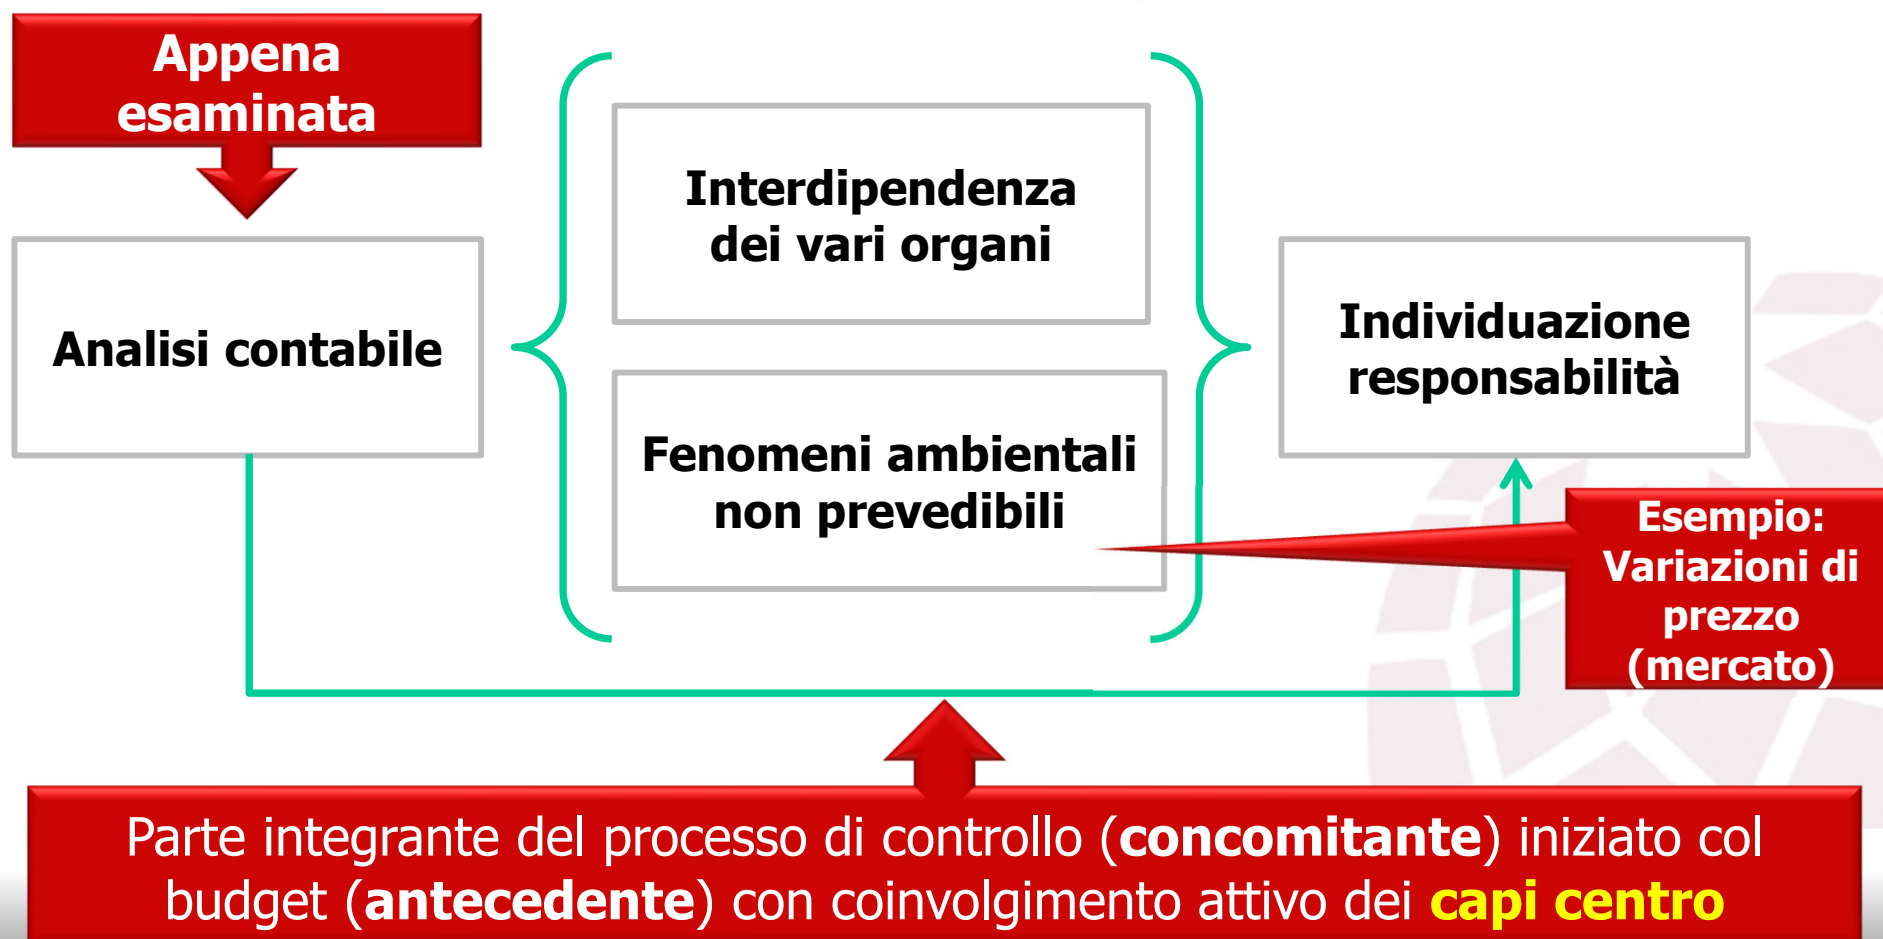 Appena
esaminata
Analisi contabile
Interdipendenza
dei vari organi
Fenomeni ambientali
non prevedibili
Individuazione
responsabilità
Esempio:
Variazioni di
prezzo
(mercato)
Parte integrante del processo di controllo (concomitante) iniziato col
budget (antecedente) con coinvolgimento attivo dei capi centro